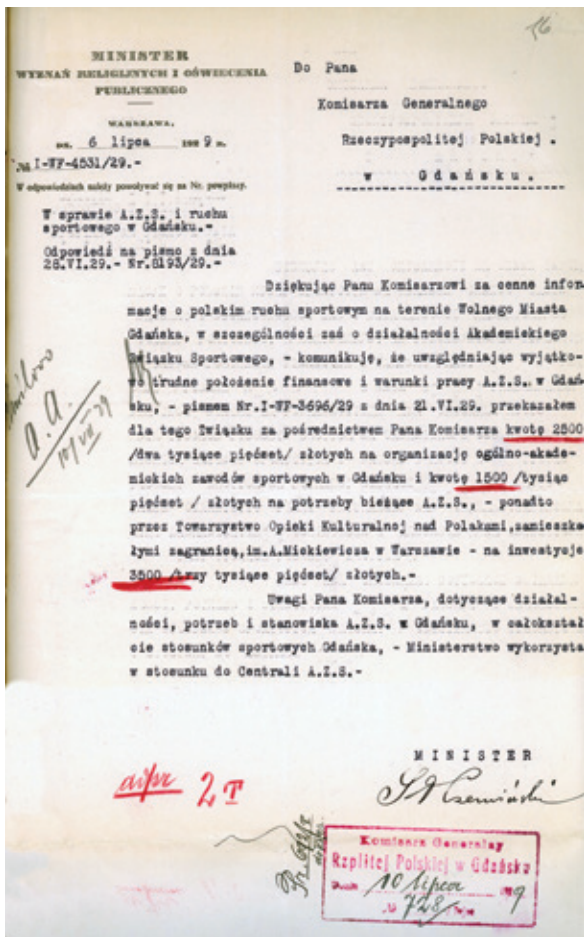 16
MINISTER
WYZNAŃ RELIGIJNYCH I OŚWIECENIA
PUBLICZNEGO
WARSZAWA,
DN. 6 lipca 1929 R.
№ I-WF-4531/29.-
W odpowiedziach należy powoływać się na Nr. powyższy.
W sprawie A.Z.S. i ruchu
sportowego w Gdańsku.-
Odpowiedź na pismo z dnia
28.VI.29.- Nr.8193/29.-
Do Pana
Komisarza Generalnego
Rzeczypospolitej Polskiej.
w Gdańsku.
Dziękując Panu Komisarzowi za cenne infor
macje o polskim ruchu sportowym na terenie Wolnego Miasta
Gdańska, w szczególności zaś o działalności Akademickiego
Związku Sportowego, - komunikuję, że uwzględniając wyjątko-
wo trudne położenie finansowe i warunki pracy A.Z.S. w Gdań-
sku, - pismem Nr.I-WF-3696/29 z dnia 21.VI.29. przekazałem
dla tego Związku za pośrednictwem Pana Komisarza kwotę 2500
/dwa tysiące pięćset/ złotych na organizację ogólno-akade-
mickich zawodów sportowych w Gdańsku i kwotę 1500 /tysiąc
pięćset / złotych na potrzeby bieżące A.Z.S., - ponadto
przez Towarzystwo Opieki Kulturalnej nad Polakami,zamieszka
łymi zagranicą,im.A.Mickiewicza w Warszawie - na inwestycje
3500 /trzy tysiące pięćset/ złotych.-
Uwagi Pana Komisarza, dotyczące działal-
ności, potrzeb i stanowiska A.Z.S. w Gdańsku, w całokształ
cie stosunków sportowych Gdańska, - Ministerstwo wykorzysta
w stosunku do Centrali A.Z.S.-
a.a.
10/VII 29
MINISTER
2 T
Komisarz Generalny
Rzplitej Polskiej w Gdańsku
10 lipca 1929
№ 728